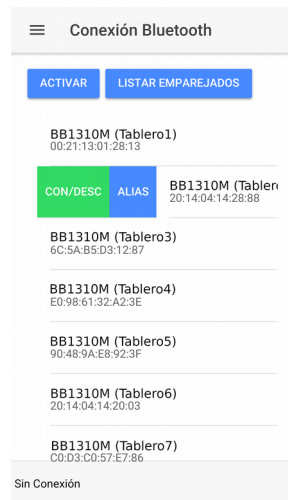 Conexión Bluetooth
ACTIVAR
LISTAR EMPAREJADOS
BB1310M (Tablero1)
00:21:13:01:28:13
CON/DESC
ALIAS
BB1310M (Tablero
20:14:04:14:28:88
BB1310M (Tablero3)
6C:5A:B5:D3:12:87
BB1310M (Tablero4)
E0:98:61:32:A2:3E
BB1310M (Tablero5)
90:48:9A:E8:92:3F
BB1310M (Tablero6)
20:14:04:14:20:03
BB1310M (Tablero7)
C0:D3:C0:57:E7:86
Sin Conexión